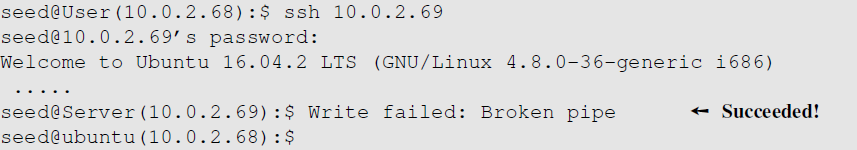 seed@User(10.0.2.68):$ ssh 10.0.2.69
seed@10.0.2.69’s password:
Welcome to Ubuntu 16.04.2 LTS (GNU/Linux 4.8.0-36-generic i686)
.....
seed@Server(10.0.2.69):$ Write failed: Broken pipe ← Succeeded!
seed@ubuntu(10.0.2.68):$